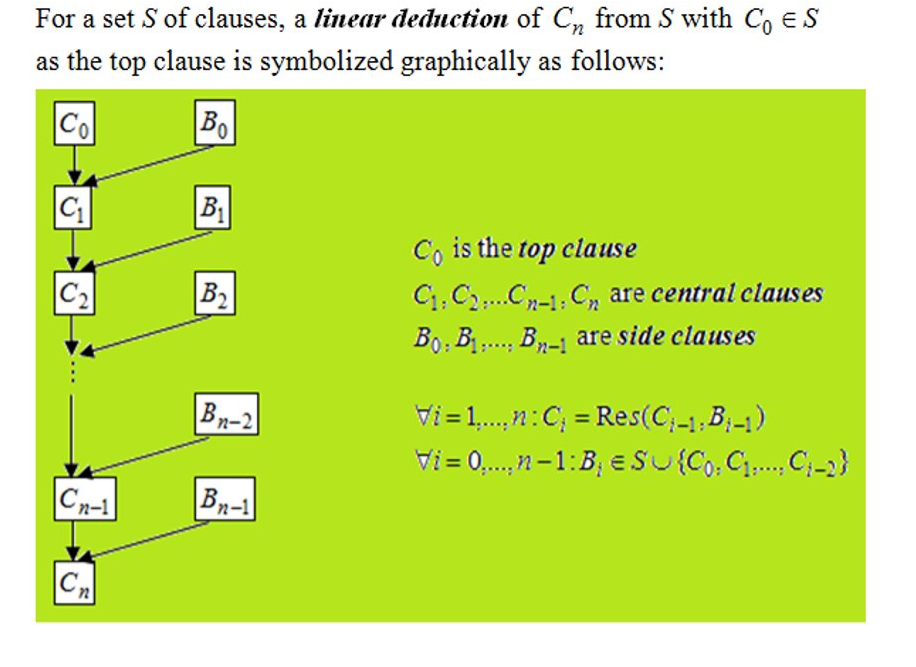 For a set S of clauses, a linear deduction of Cₙ from S with C₀ ∈ S
as the top clause is symbolized graphically as follows:
C₀ B₀
C₁ B₁
C₂ B₂
⋮
Bₙ₋₂
Cₙ₋₁ Bₙ₋₁
Cₙ
C₀ is the top clause
C₁, C₂,...Cₙ₋₁, Cₙ are central clauses
B₀, B₁,..., Bₙ₋₁ are side clauses
∀i = 1,...,n : Cᵢ = Res(Cᵢ₋₁, Bᵢ₋₁)
∀i = 0,...,n−1 : Bᵢ ∈ S ∪ {C₀, C₁,..., Cᵢ₋₂}